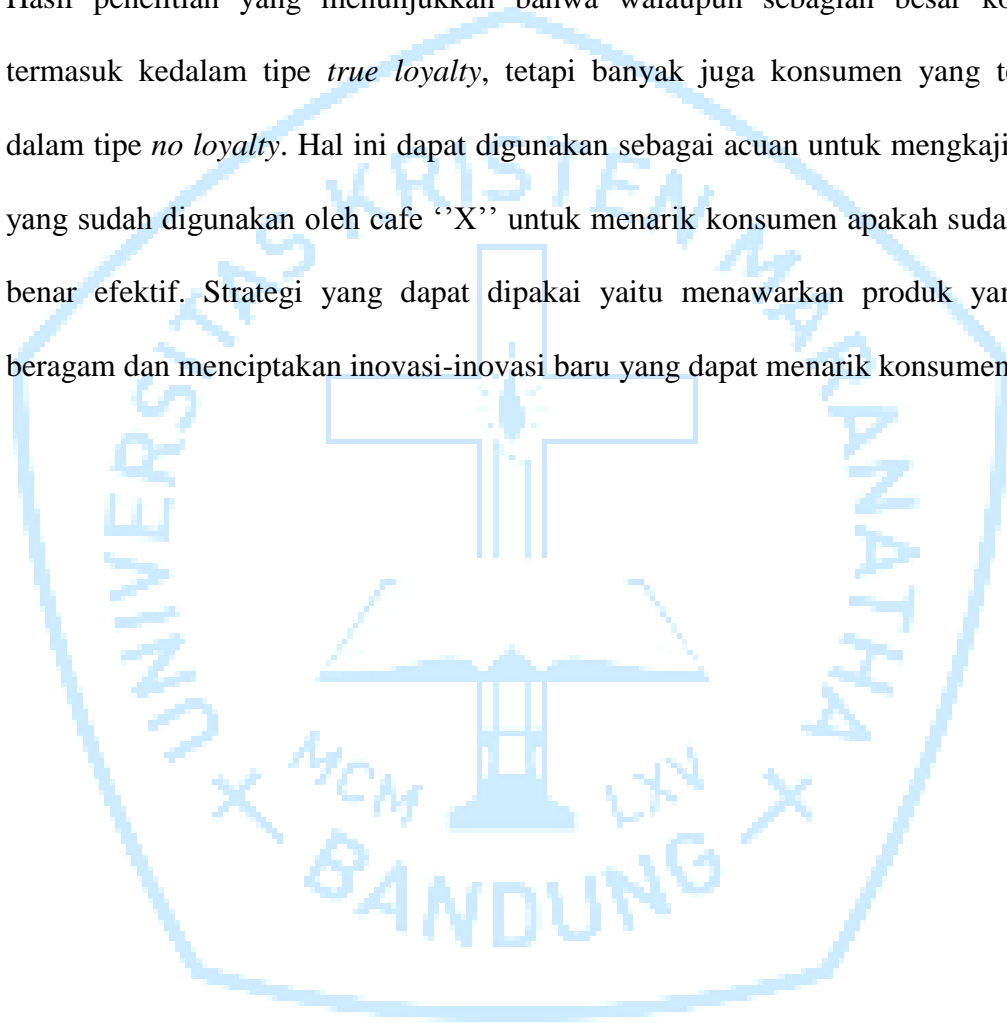 Hasil penelitian yang menunjukkan bahwa walaupun sebagian besar
termasuk kedalam tipe true loyalty, tetapi banyak juga konsumen yang
dalam tipe no loyalty. Hal ini dapat digunakan sebagai acuan untuk mengkaji
yang sudah digunakan oleh cafe ‘’X’’ untuk menarik konsumen apakah
benar efektif. Strategi yang dapat dipakai yaitu menawarkan produk
beragam dan menciptakan inovasi-inovasi baru yang dapat menarik konsumen
UNIVERSITAS KRISTEN MARANATHA
MCM LXV
BANDUNG